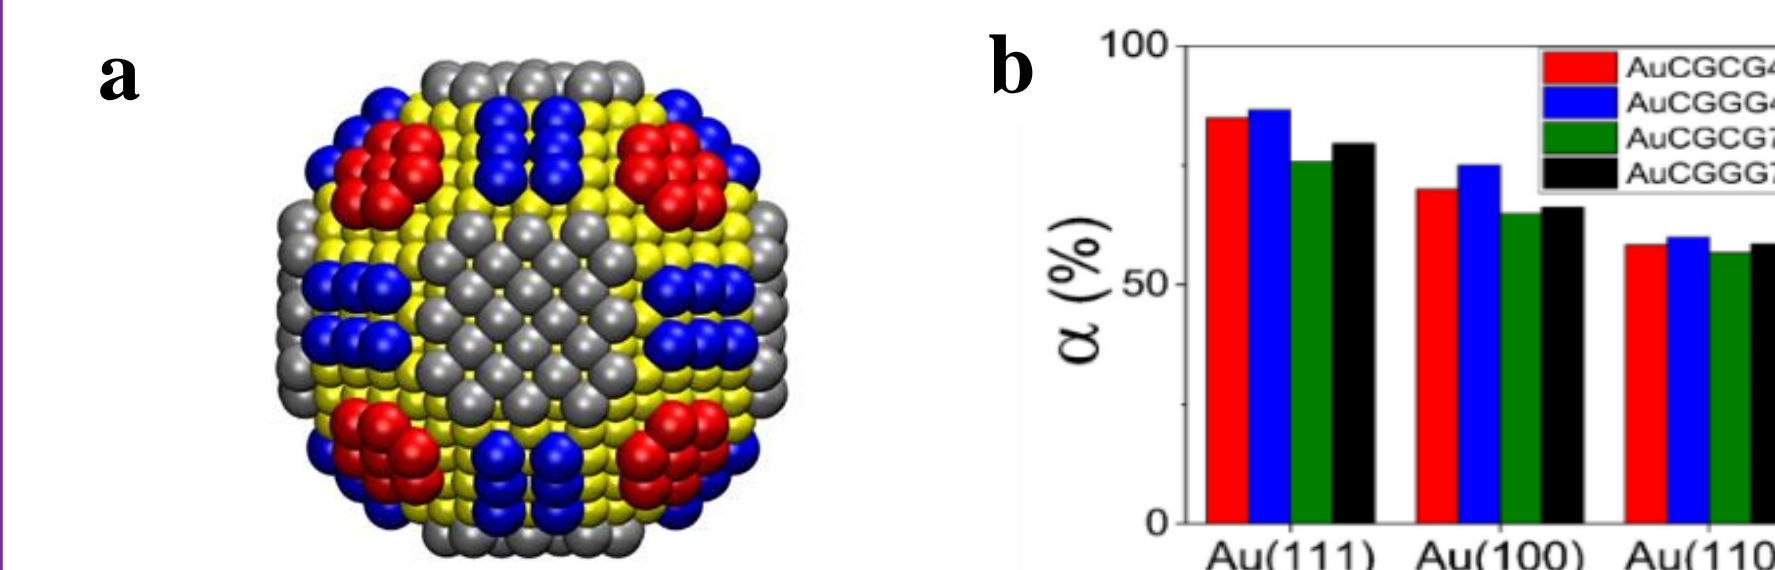 a
b
100
AuCGCG4
AuCGGG4
AuCGCG7
AuCGGG7
α (%)
50
0
Au(111) Au(100) Au(110